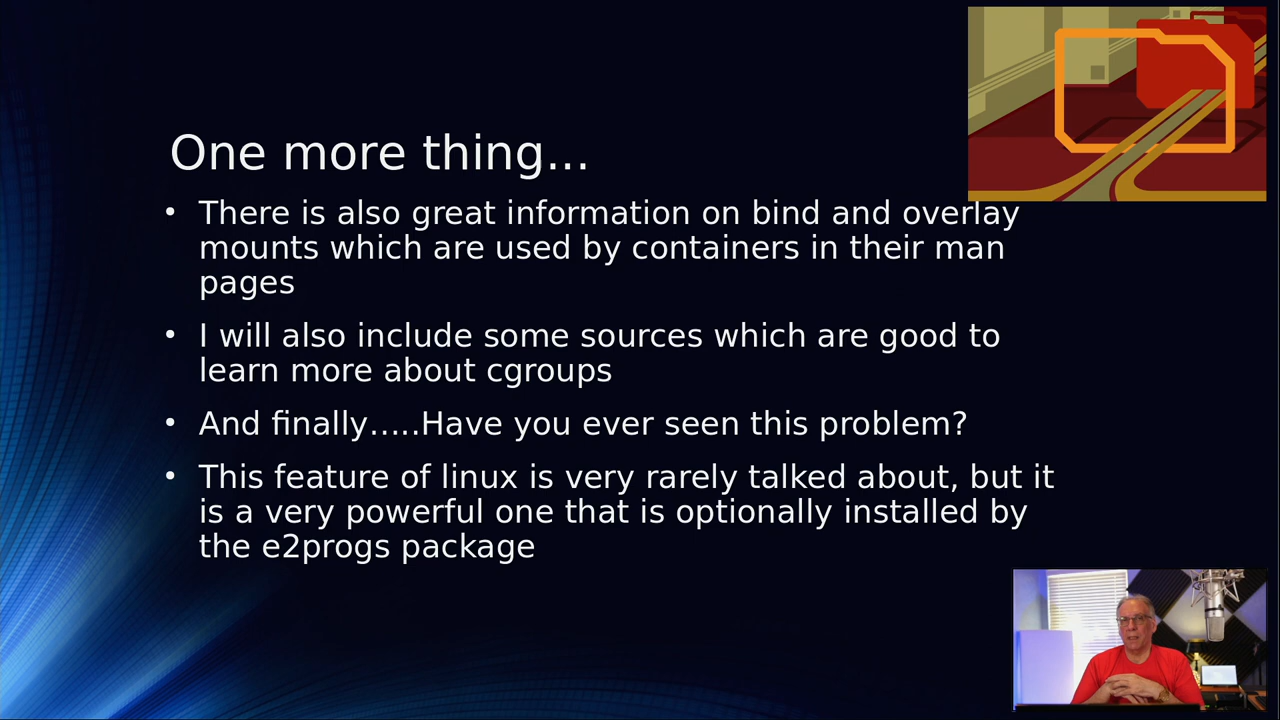 One more thing...
• There is also great information on bind and overlay
mounts which are used by containers in their man
pages
• I will also include some sources which are good to
learn more about cgroups
• And finally…..Have you ever seen this problem?
• This feature of linux is very rarely talked about, but it
is a very powerful one that is optionally installed by
the e2progs package